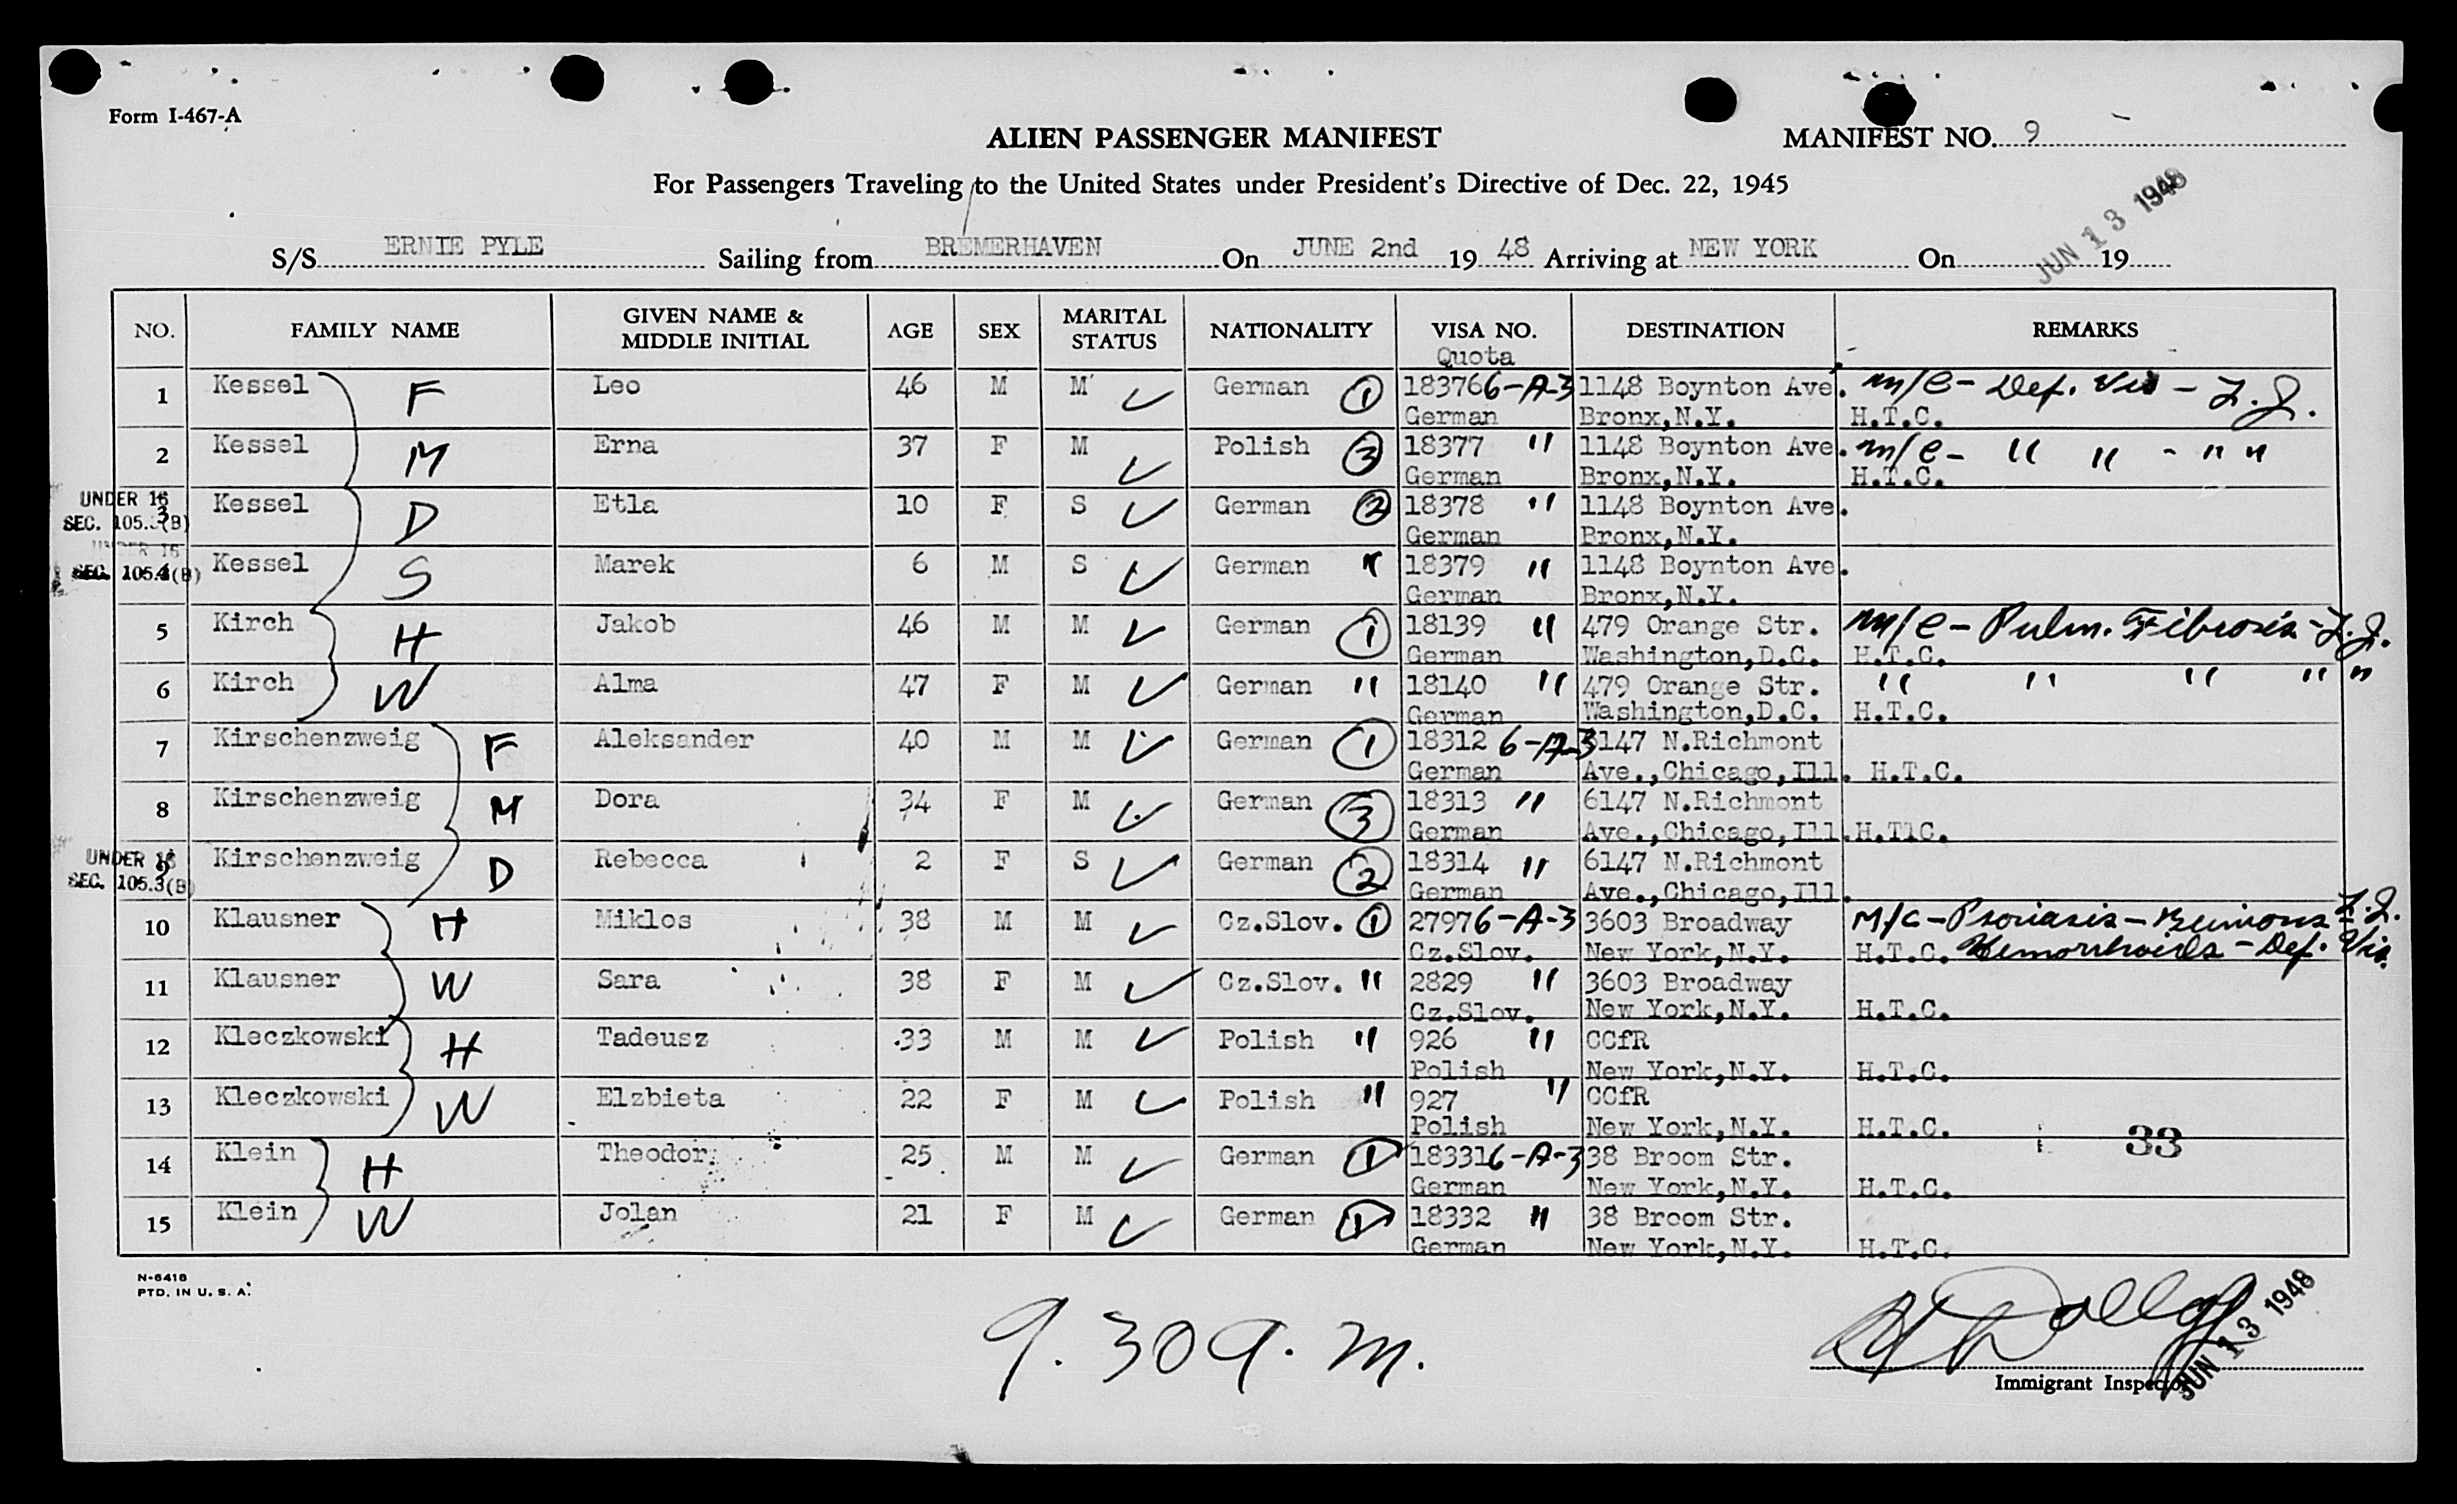 Form I-467-A
ALIEN PASSENGER MANIFEST
MANIFEST NO. 9
For Passengers Traveling to the United States under President's Directive of Dec. 22, 1945
JUN 13 1948
S/S ERNIE PYLE Sailing from BREMERHAVEN On JUNE 2nd 19 48 Arriving at NEW YORK On 19
NO. FAMILY NAME GIVEN NAME & MIDDLE INITIAL AGE SEX MARITAL STATUS NATIONALITY VISA NO. Quota DESTINATION REMARKS
1 Kessel F Leo 46 M M ✓ German 1 18376 6-A-3 1148 Boynton Ave. m/c - Def. Vis - L.J.
German Bronx,N.Y. H.T.C.
2 Kessel M Erna 37 F M ✓ Polish 3 18377 " 1148 Boynton Ave. m/c - " " - " "
German Bronx,N.Y. H.T.C.
UNDER 16
SEC. 105.3(B)
3 Kessel D Etla 10 F S ✓ German 2 18378 " 1148 Boynton Ave.
German Bronx,N.Y.
UNDER 16
SEC. 105.3(B)
4 Kessel S Marek 6 M S ✓ German " 18379 " 1148 Boynton Ave.
German Bronx,N.Y.
5 Kirch H Jakob 46 M M ✓ German 1 18139 " 479 Orange Str. m/c - Pulm. Fibrosis - L.J.
German Washington,D.C. H.T.C.
6 Kirch W Alma 47 F M ✓ German " 18140 " 479 Orange Str. " " " " "
German Washington,D.C. H.T.C.
7 Kirschenzweig F Aleksander 40 M M ✓ German 1 18312 6-A-3 6147 N.Richmont
German Ave.,Chicago,Ill. H.T.C.
8 Kirschenzweig M Dora 34 F M ✓ German 3 18313 " 6147 N.Richmont
German Ave.,Chicago,Ill. H.T1C.
UNDER 16
SEC. 105.3(B)
9 Kirschenzweig D Rebecca 2 F S ✓ German 2 18314 " 6147 N.Richmont
German Ave.,Chicago,Ill.
10 Klausner H Miklos 38 M M ✓ Cz.Slov. 1 2797 6-A-3 3603 Broadway M/c - Psoriasis - L.J.
Cz.Slov. New York,N.Y. H.T.C. Hemorrhoids - Def. Vis.
11 Klausner W Sara 38 F M ✓ Cz.Slov. " 2829 " 3603 Broadway
Cz.Slov. New York,N.Y. H.T.C.
12 Kleczkowski H Tadeusz 33 M M ✓ Polish " 926 " CCfR
Polish New York,N.Y. H.T.C.
13 Kleczkowski W Elzbieta 22 F M ✓ Polish " 927 " CCfR
Polish New York,N.Y. H.T.C.
33
14 Klein H Theodor 25 M M ✓ German 1 18331 6-A-3 38 Broom Str.
German New York,N.Y. H.T.C.
15 Klein W Jolan 21 F M ✓ German 1 18332 " 38 Broom Str.
German New York,N.Y. H.T.C.
N-6418
PTD. IN U. S. A.
9.30 a.m.
JUN 13 1948
Immigrant Inspector